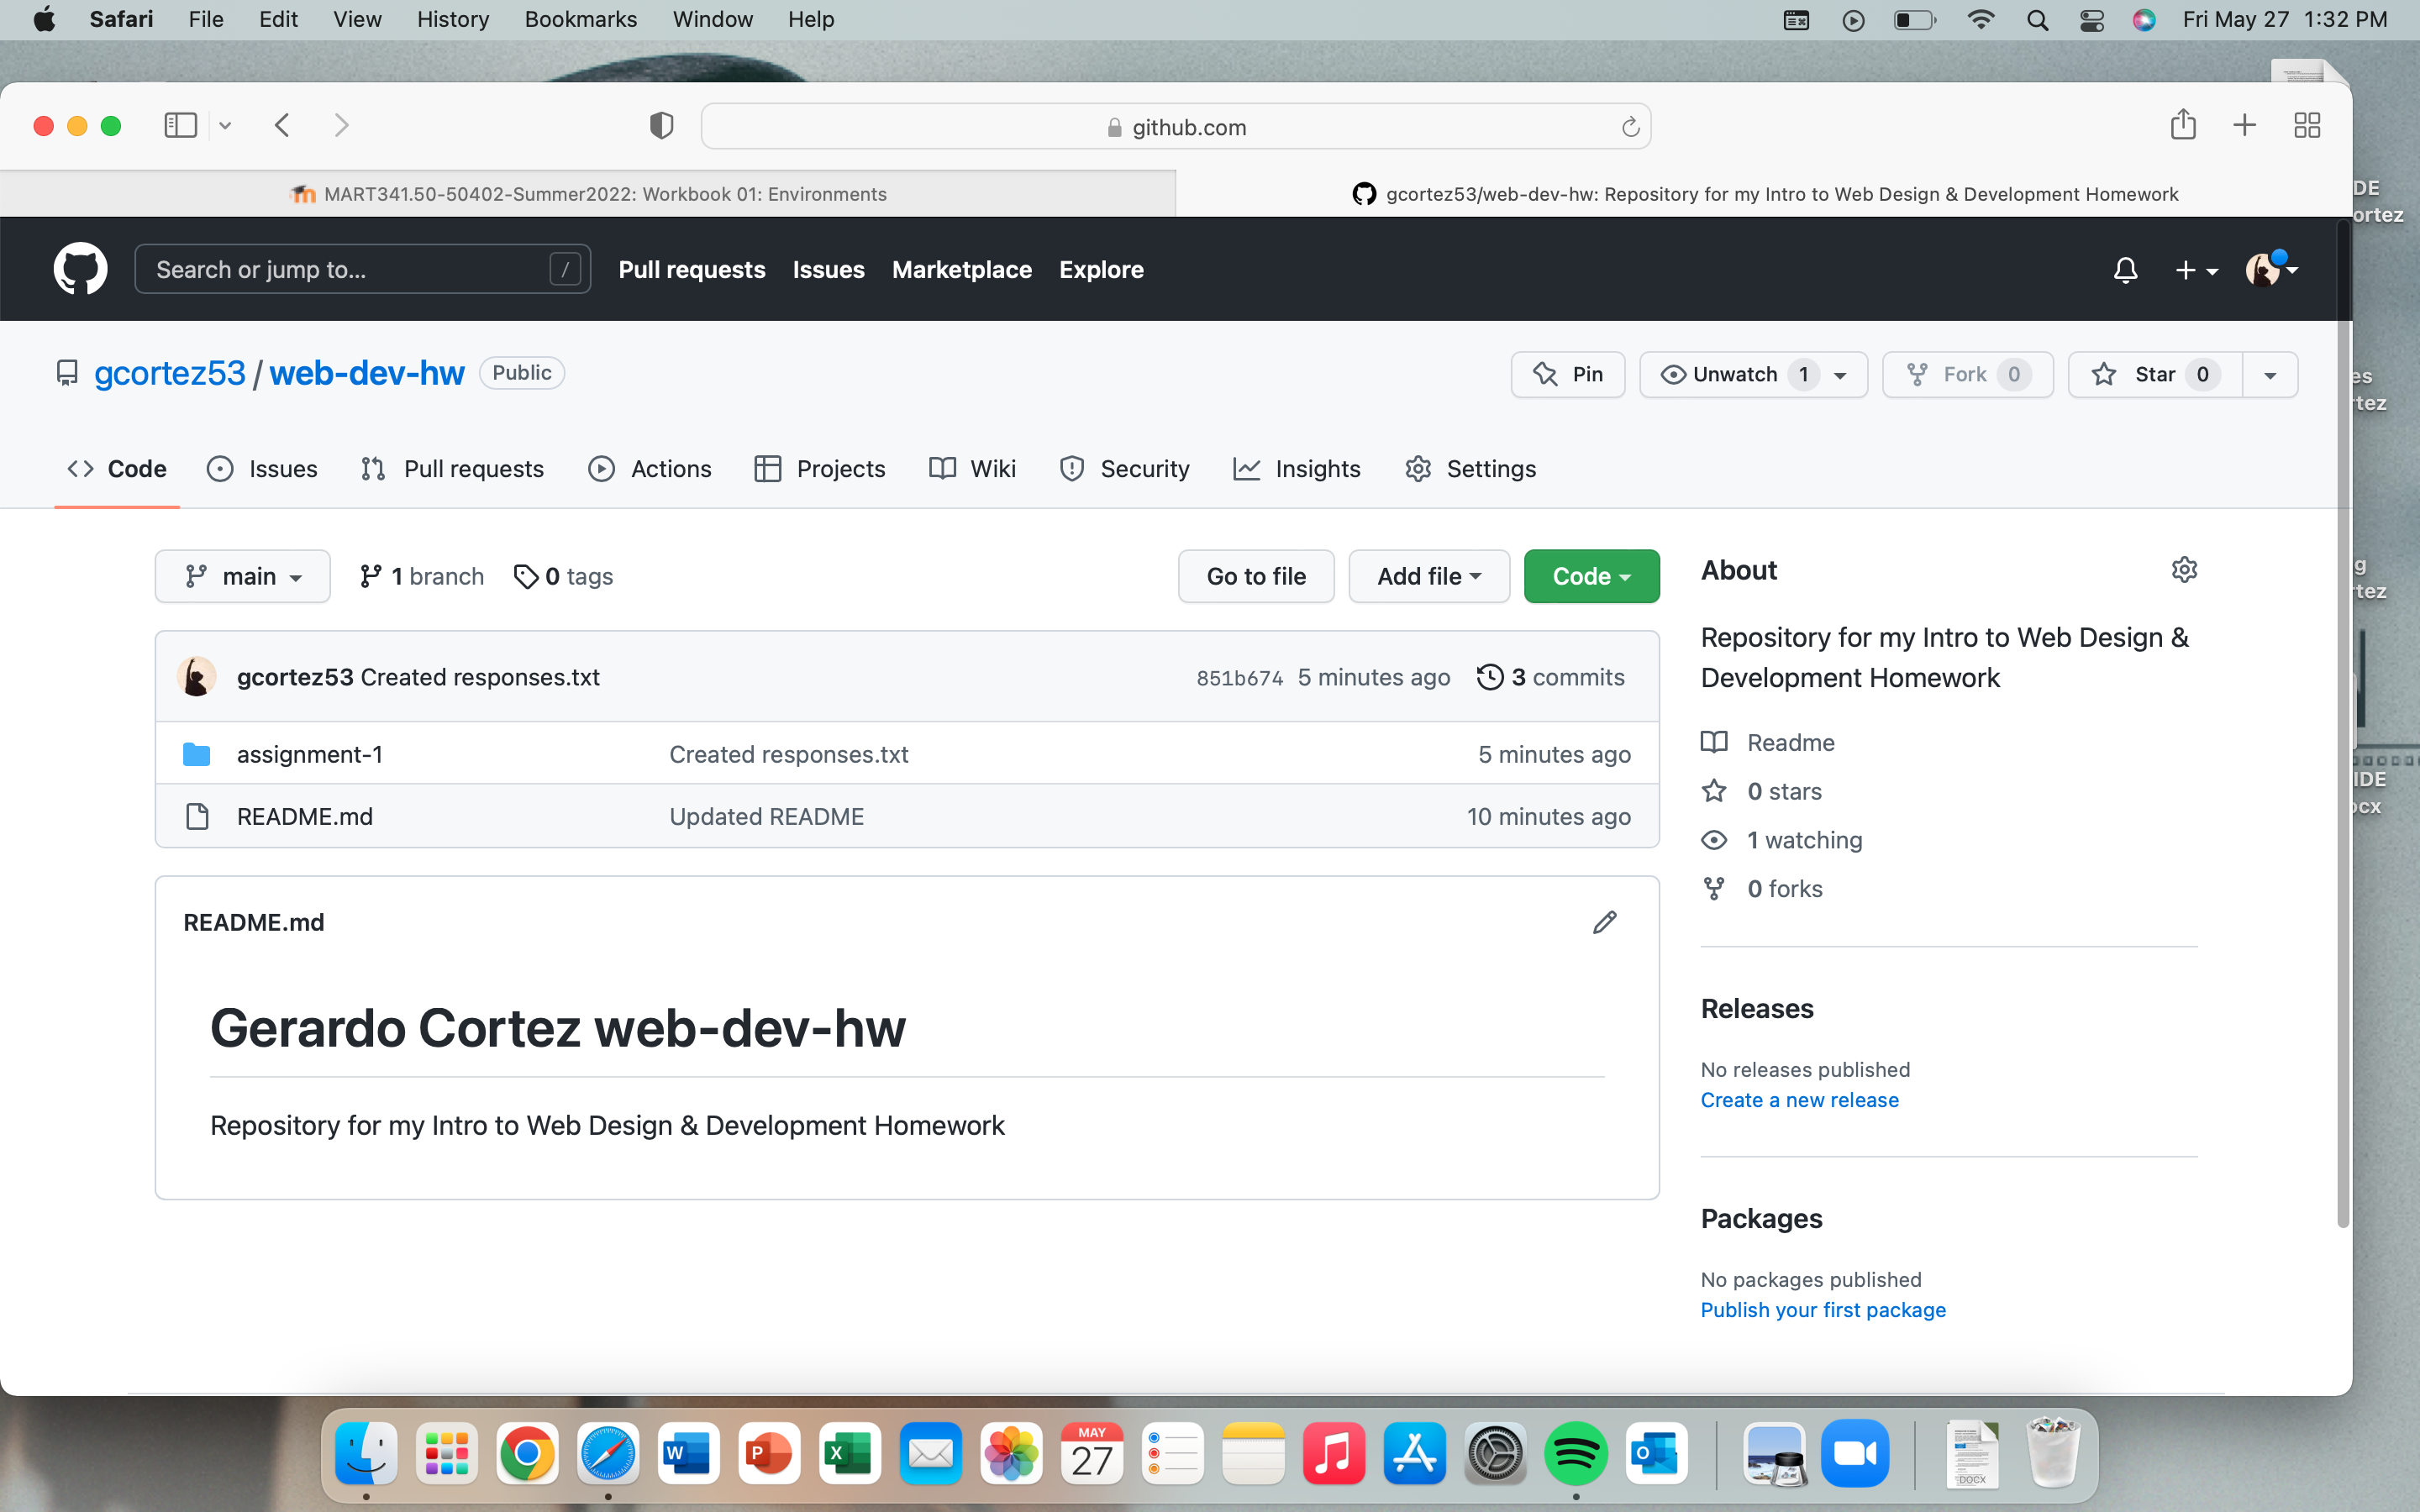 Safari File Edit View History Bookmarks Window Help Fri May 27 1:32 PM
github.com
MART341.50-50402-Summer2022: Workbook 01: Environments
gcortez53/web-dev-hw: Repository for my Intro to Web Design & Development Homework
Search or jump to... /
Pull requests Issues Marketplace Explore
gcortez53 / web-dev-hw Public
Pin Unwatch 1 Fork 0 Star 0
Code Issues Pull requests Actions Projects Wiki Security Insights Settings
main 1 branch 0 tags Go to file Add file Code
gcortez53 Created responses.txt 851b674 5 minutes ago 3 commits
assignment-1 Created responses.txt 5 minutes ago
README.md Updated README 10 minutes ago
README.md
Gerardo Cortez web-dev-hw
Repository for my Intro to Web Design & Development Homework
About
Repository for my Intro to Web Design &
Development Homework
Readme
0 stars
1 watching
0 forks
Releases
No releases published
Create a new release
Packages
No packages published
Publish your first package
W
P
X
MAY
27
O
DOCX